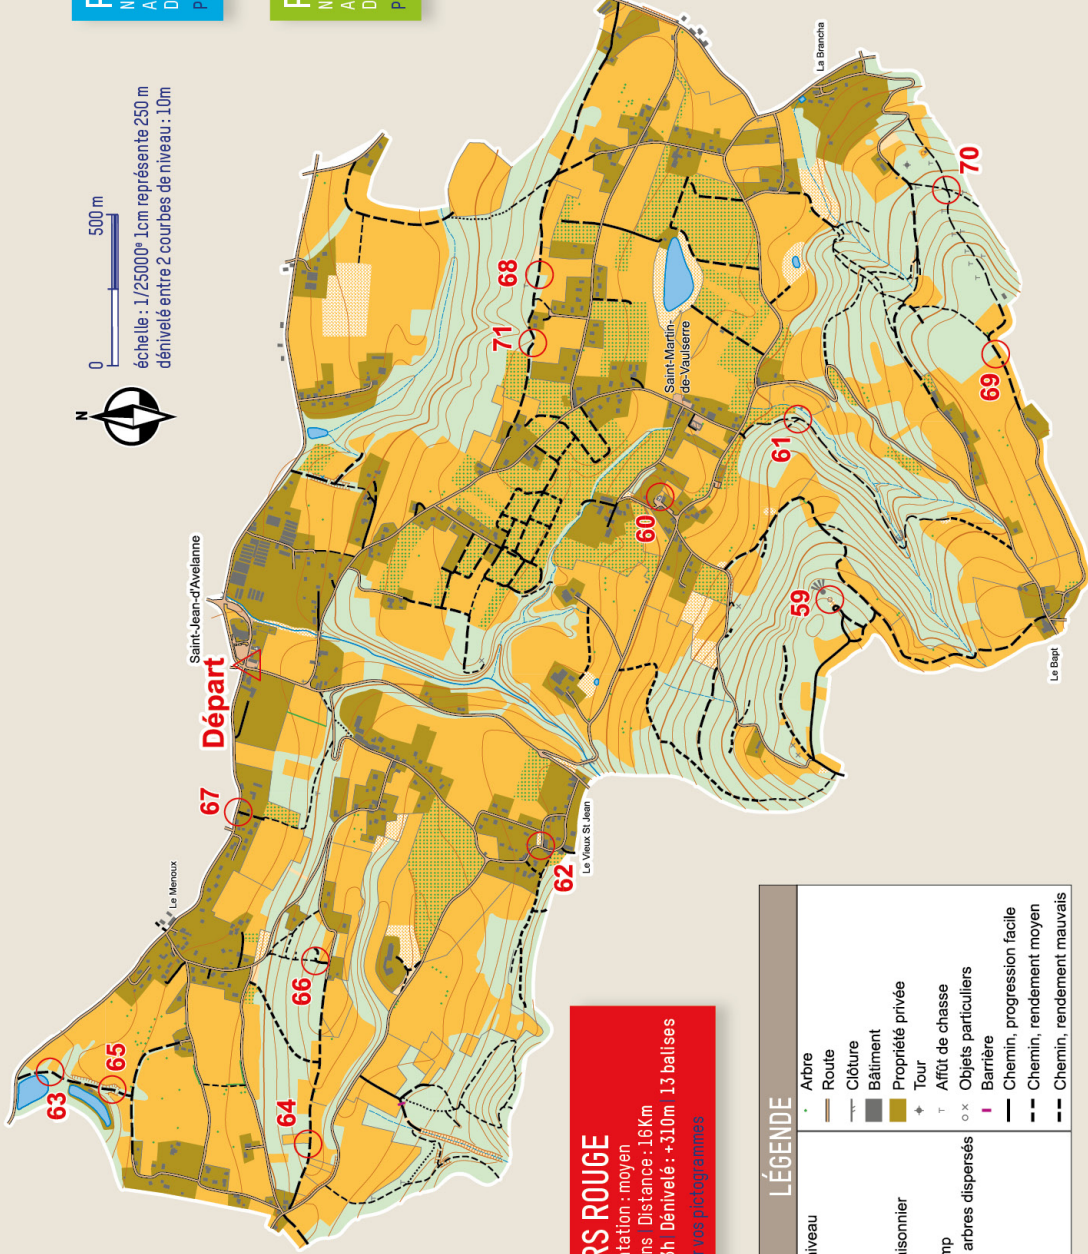 N
0 500 m
échelle : 1/25000e 1cm représente 250 m
dénivelé entre 2 courbes de niveau : 10m
N
A
D
P
N
A
D
P
63
65
64
66
Le Menoux
67
Saint-Jean-d'Avelanne
Départ
62
Le Vieux St Jean
71
68
60
Saint-Martin-
de-Vaulserre
61
59
69
70
La Brancha
Le Bapt
RS ROUGE
ntation : moyen
ns | Distance : 16 Km
3h | Dénivelé : +310m | 13 balises
r vos pictogrammes
LÉGENDE
iveau
isonnier
mp
arbres dispersés
Arbre
Route
Clôture
Bâtiment
Propriété privée
Tour
Affût de chasse
Objets particuliers
Barrière
Chemin, progression facile
Chemin, rendement moyen
Chemin, rendement mauvais